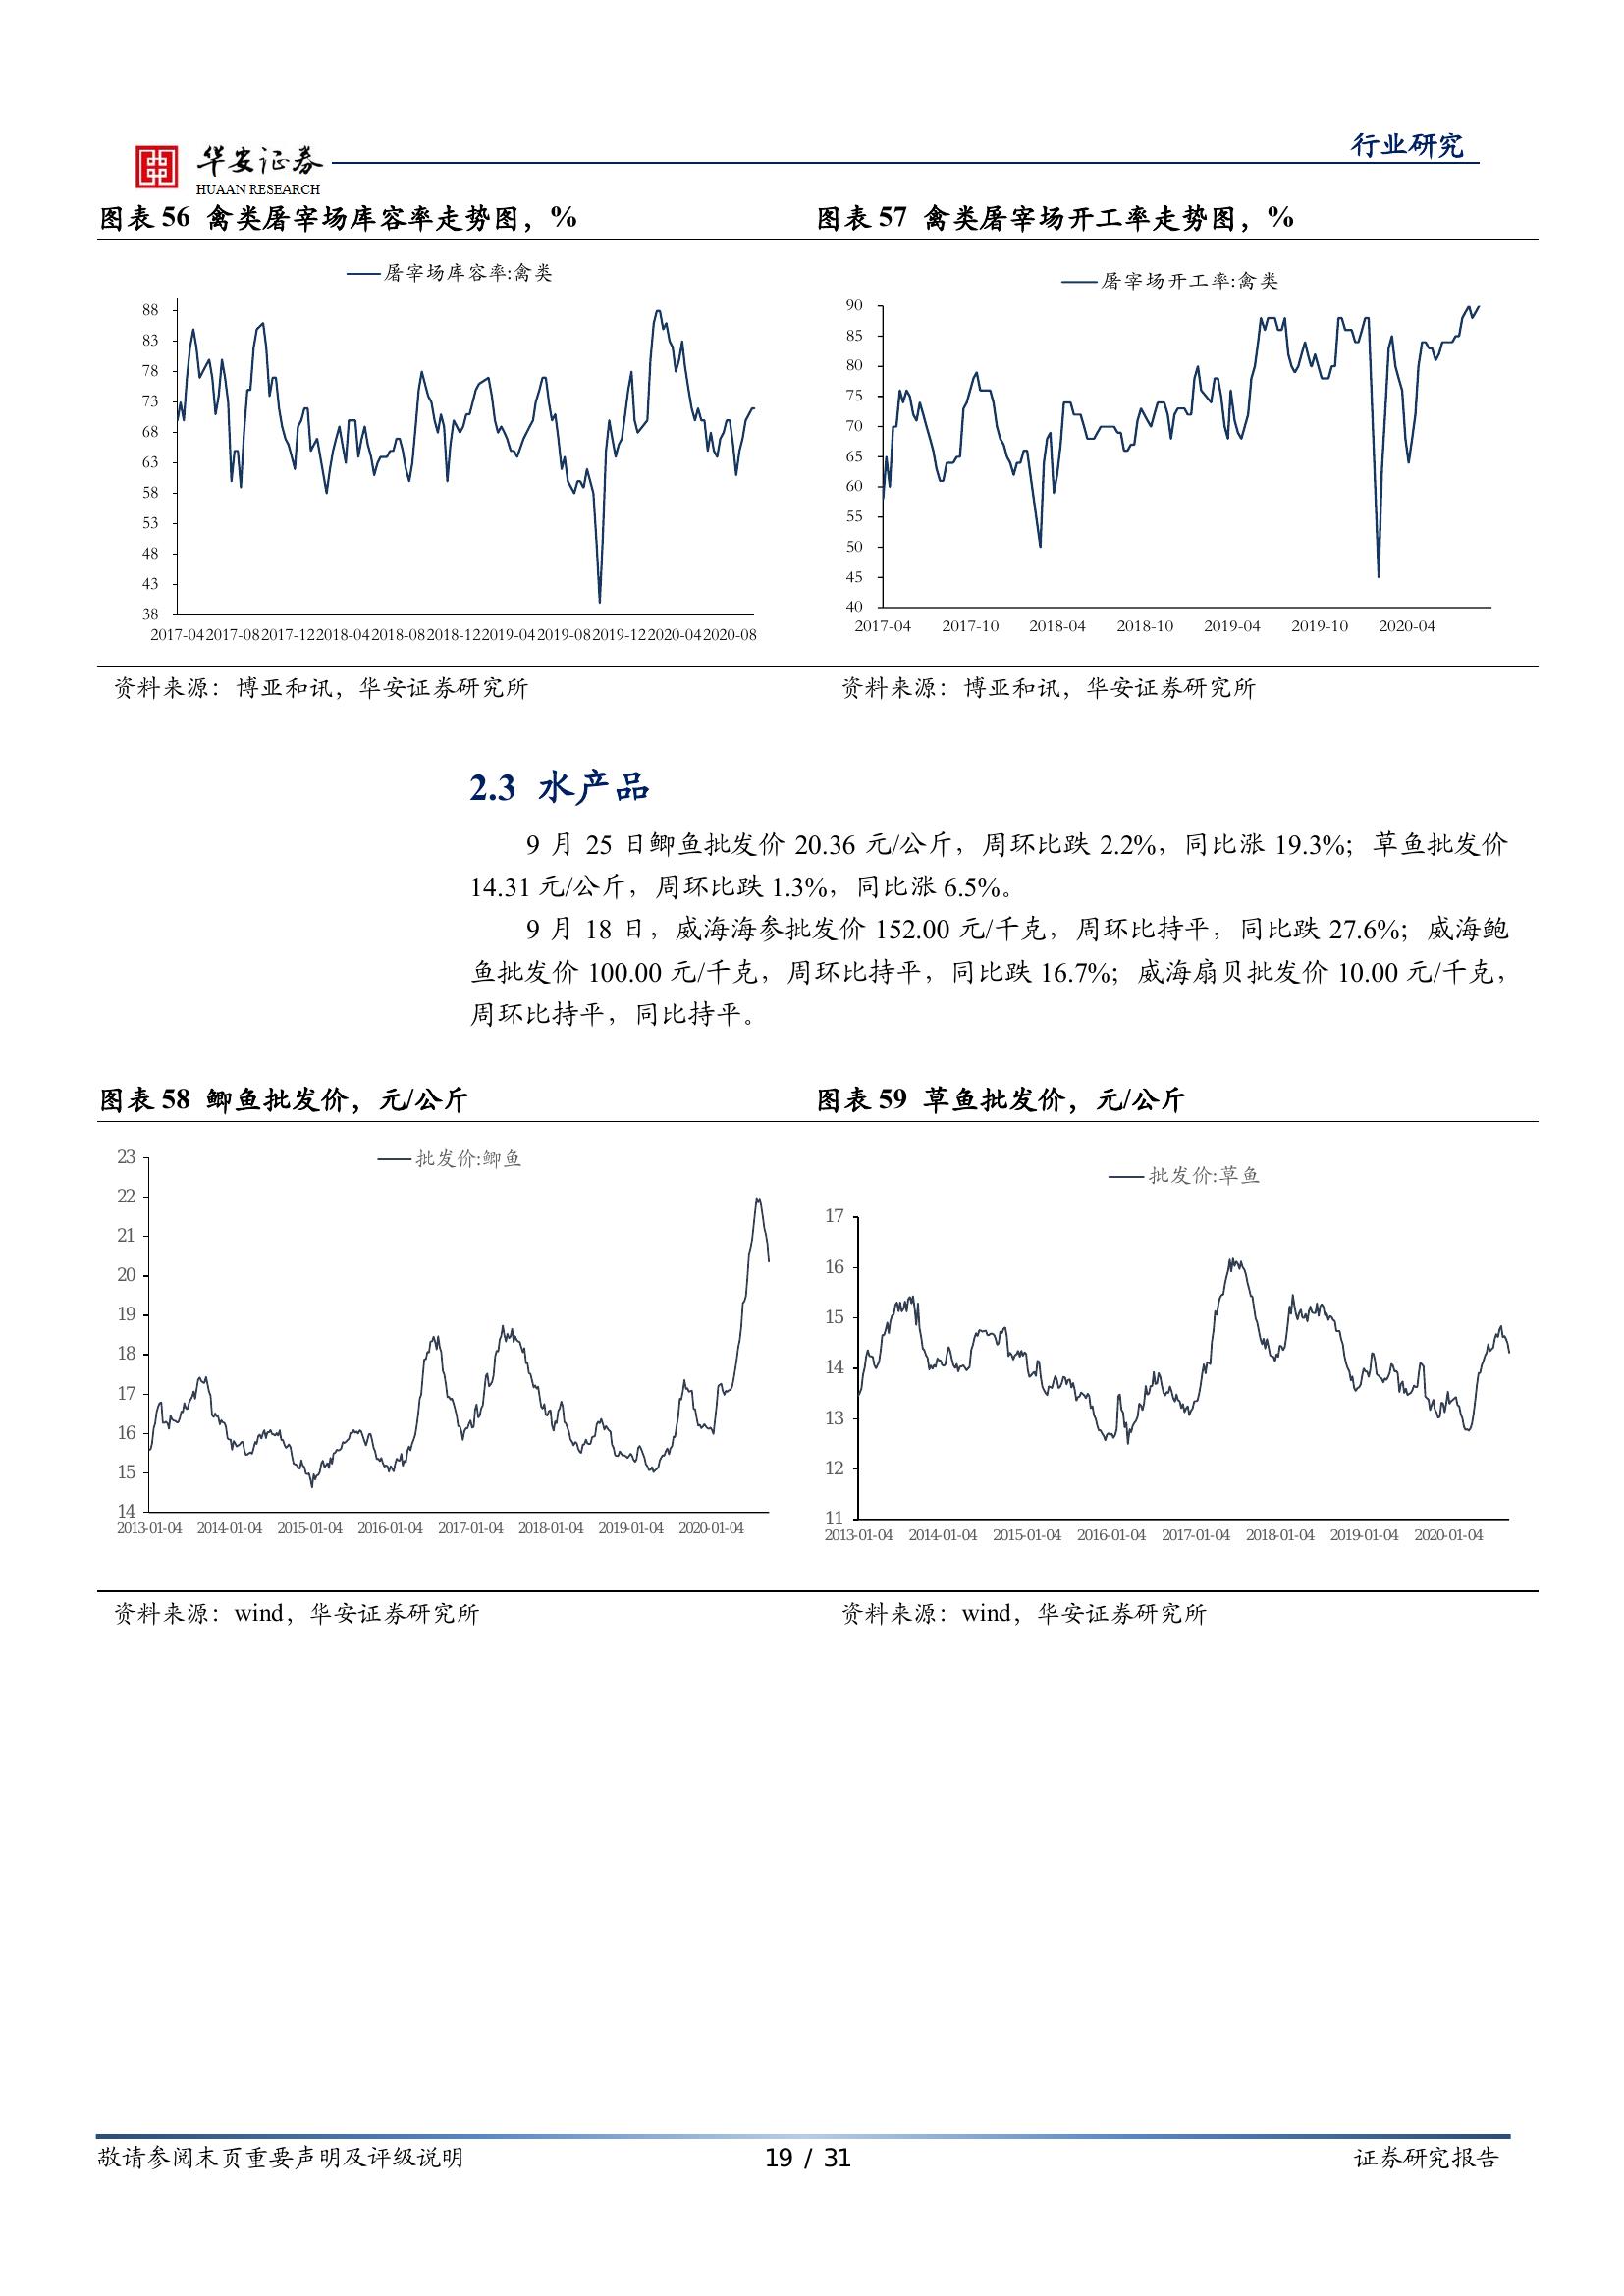 行业研究
华安证券
HUAAN RESEARCH
图表 56 禽类屠宰场库容率走势图，%
屠宰场库容率:禽类
88
83
78
73
68
63
58
53
48
43
38
2017-04 2017-08 2017-12 2018-04 2018-08 2018-12 2019-04 2019-08 2019-12 2020-04 2020-08
资料来源：博亚和讯，华安证券研究所
图表 57 禽类屠宰场开工率走势图，%
屠宰场开工率:禽类
90
85
80
75
70
65
60
55
50
45
40
2017-04 2017-10 2018-04 2018-10 2019-04 2019-10 2020-04
资料来源：博亚和讯，华安证券研究所
2.3 水产品
9 月 25 日鲫鱼批发价 20.36 元/公斤，周环比跌 2.2%，同比涨 19.3%；草鱼批发价
14.31 元/公斤，周环比跌 1.3%，同比涨 6.5%。
9 月 18 日，威海海参批发价 152.00 元/千克，周环比持平，同比跌 27.6%；威海鲍
鱼批发价 100.00 元/千克，周环比持平，同比跌 16.7%；威海扇贝批发价 10.00 元/千克，
周环比持平，同比持平。
图表 58 鲫鱼批发价，元/公斤
批发价:鲫鱼
23
22
21
20
19
18
17
16
15
14
2013-01-04 2014-01-04 2015-01-04 2016-01-04 2017-01-04 2018-01-04 2019-01-04 2020-01-04
资料来源：wind，华安证券研究所
图表 59 草鱼批发价，元/公斤
批发价:草鱼
17
16
15
14
13
12
11
2013-01-04 2014-01-04 2015-01-04 2016-01-04 2017-01-04 2018-01-04 2019-01-04 2020-01-04
资料来源：wind，华安证券研究所
敬请参阅末页重要声明及评级说明
19 / 31
证券研究报告